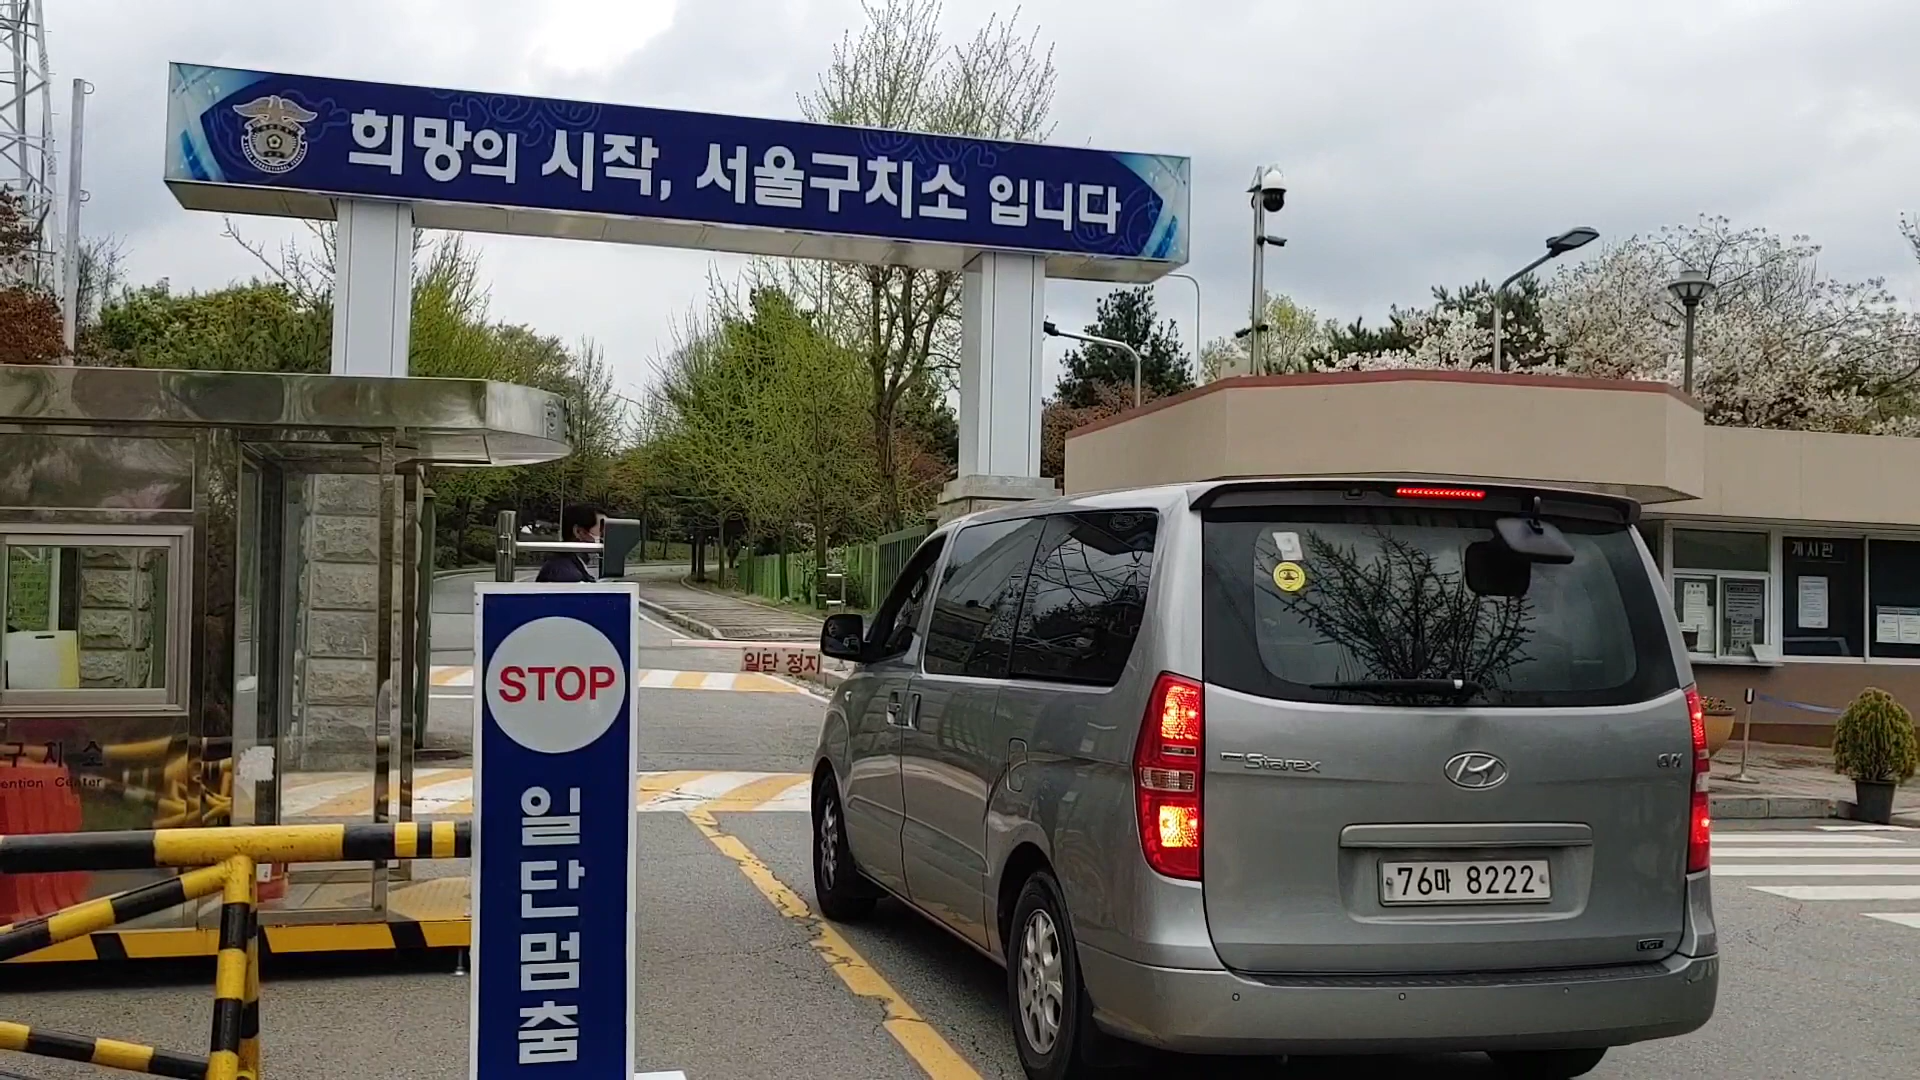 희망의 시작, 서울구치소 입니다
게시판
STOP
일단멈춤
일단 정지
Starex
76마 8222
VGT
구치소
ention Center